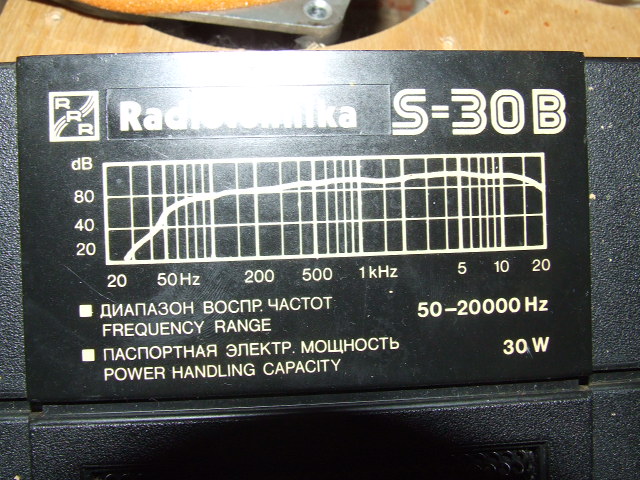 RRR Radiotehnika S-30B
dB
80
40
20
20 50Hz 200 500 1kHz 5 10 20
ДИАПАЗОН ВОСПР. ЧАСТОТ 50–20000 Hz
FREQUENCY RANGE
ПАСПОРТНАЯ ЭЛЕКТР. МОЩНОСТЬ 30 W
POWER HANDLING CAPACITY